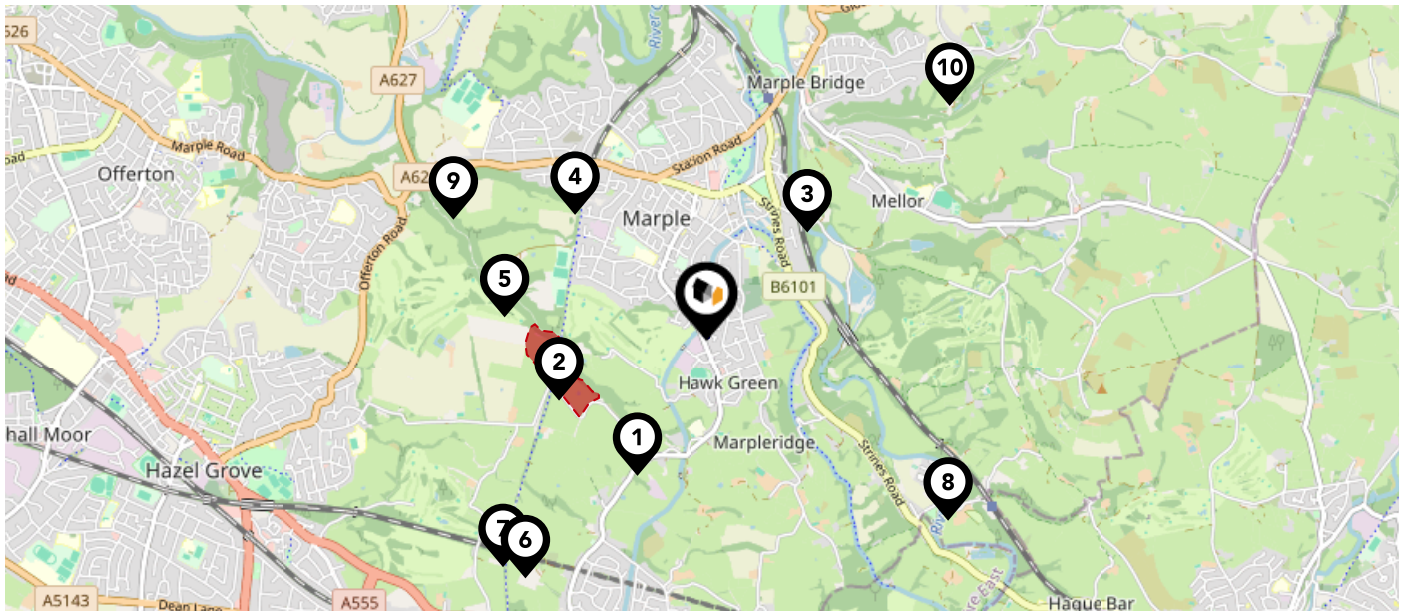 526
A627
Marple Bridge
10
Marple Road
Station Road
Offerton
A62
9
4
3
Mellor
Marple
Strines Road
Offerton Road
5
B6101
2
Hawk Green
1
Marpleridge
hall Moor
Hazel Grove
Strines Road
8
7
6
A5143
Dean Lane
A555
Hague Bar